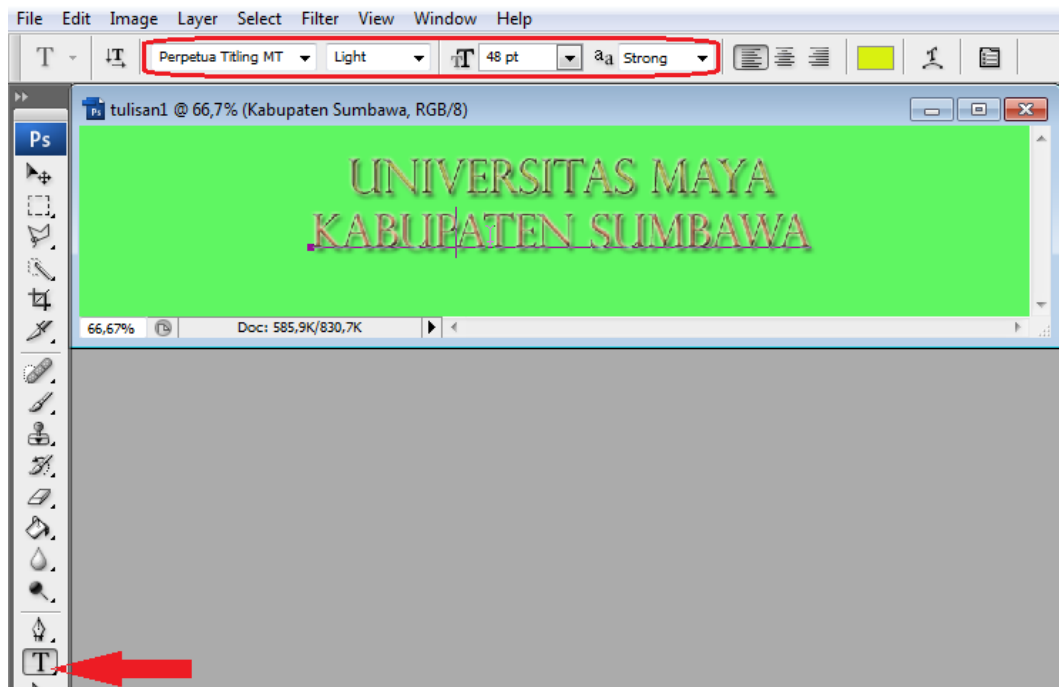 File Edit Image Layer Select Filter View Window Help
T T Perpetua Titling MT Light T 48 pt aa Strong T
Ps tulisan1 @ 66,7% (Kabupaten Sumbawa, RGB/8)
Ps
UNIVERSITAS MAYA
KABUPATEN SUMBAWA
66,67% Doc: 585,9K/830,7K
T